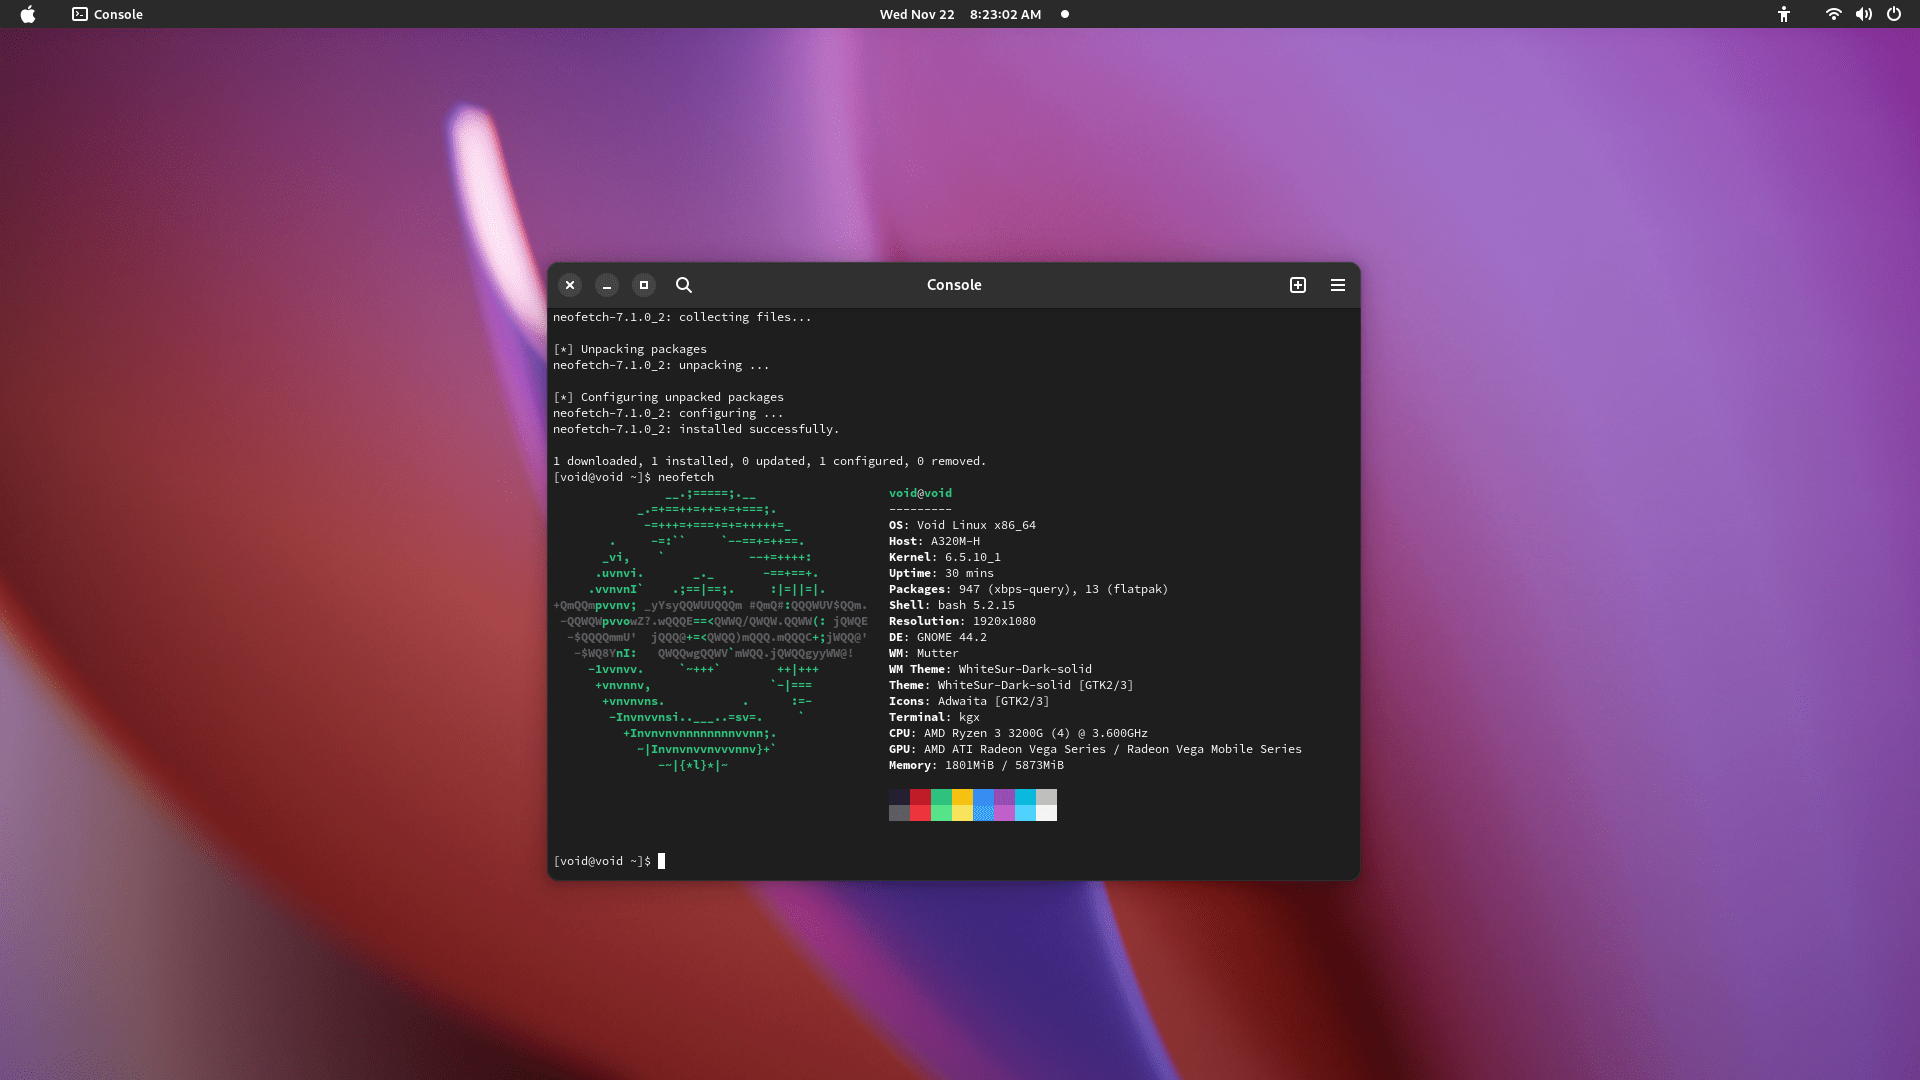 Console
Wed Nov 22 8:23:02 AM
Console
neofetch-7.1.0_2: collecting files...
[*] Unpacking packages
neofetch-7.1.0_2: unpacking ...
[*] Configuring unpacked packages
neofetch-7.1.0_2: configuring ...
neofetch-7.1.0_2: installed successfully.
1 downloaded, 1 installed, 0 updated, 1 configured, 0 removed.
[void@void ~]$ neofetch
void@void
---------
OS: Void Linux x86_64
Host: A320M-H
Kernel: 6.5.10_1
Uptime: 30 mins
Packages: 947 (xbps-query), 13 (flatpak)
Shell: bash 5.2.15
Resolution: 1920x1080
DE: GNOME 44.2
WM: Mutter
WM Theme: WhiteSur-Dark-solid
Theme: WhiteSur-Dark-solid [GTK2/3]
Icons: Adwaita [GTK2/3]
Terminal: kgx
CPU: AMD Ryzen 3 3200G (4) @ 3.600GHz
GPU: AMD ATI Radeon Vega Series / Radeon Vega Mobile Series
Memory: 1801MiB / 5873MiB
[void@void ~]$